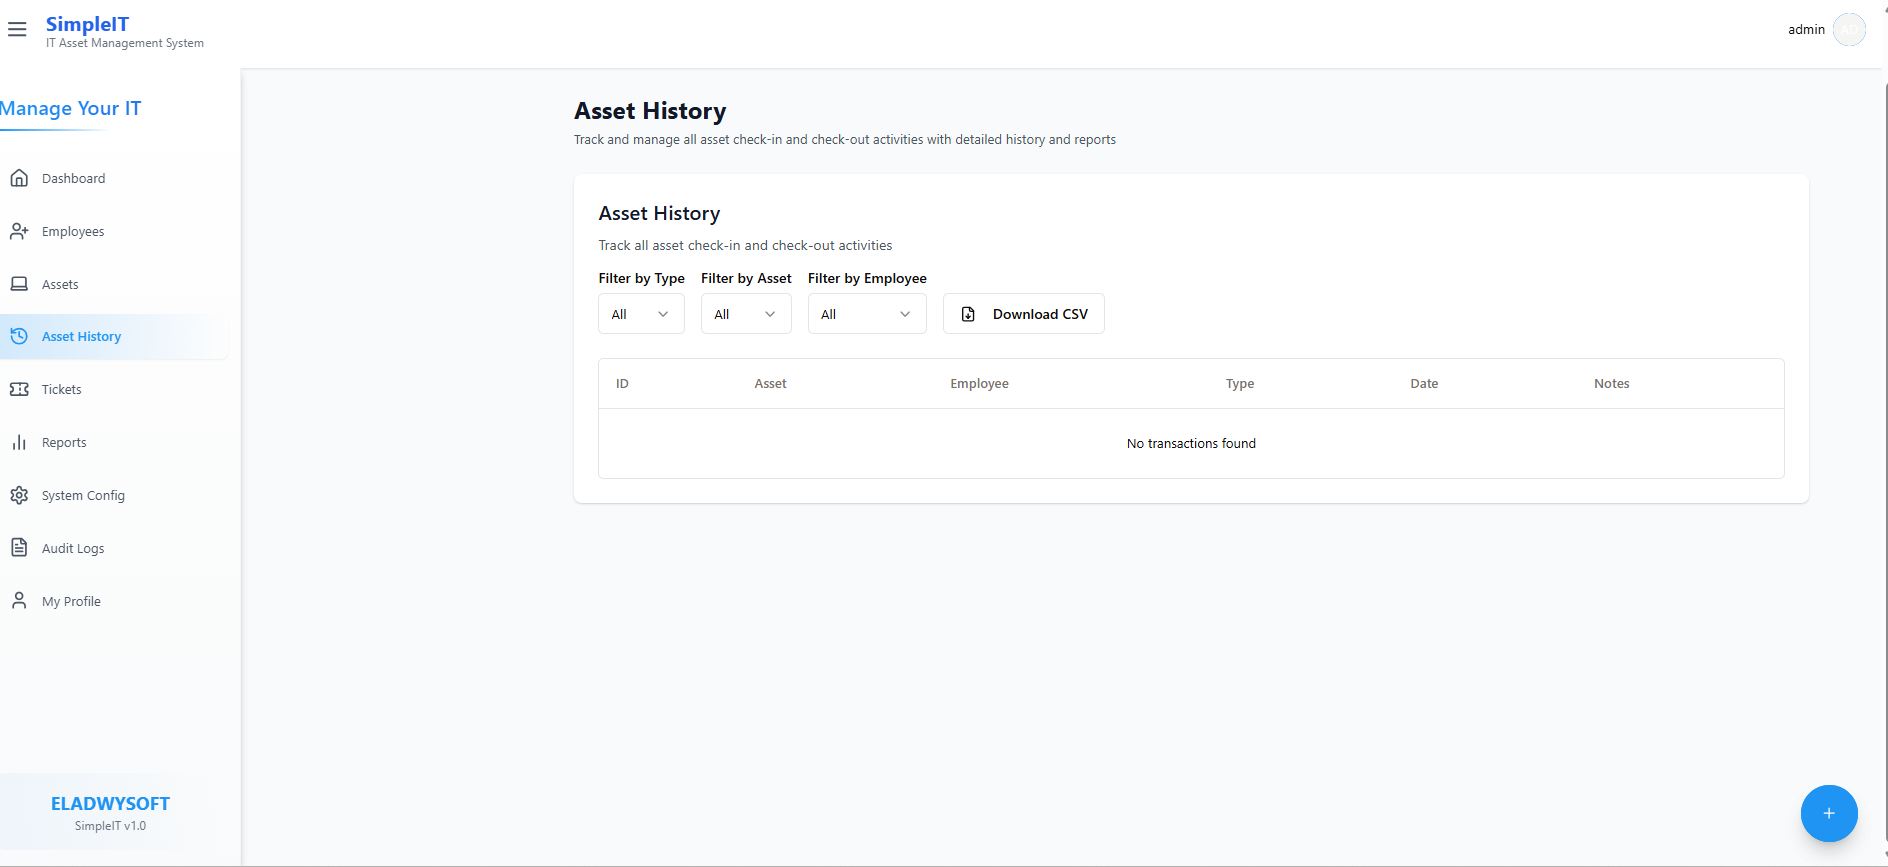 SimpleIT
IT Asset Management System
admin
AD
Manage Your IT
Dashboard
Employees
Assets
Asset History
Tickets
Reports
System Config
Audit Logs
My Profile
ELADWYSOFT
SimpleIT v1.0
Asset History
Track and manage all asset check-in and check-out activities with detailed history and reports
Asset History
Track all asset check-in and check-out activities
Filter by Type Filter by Asset Filter by Employee
All All All Download CSV
ID Asset Employee Type Date Notes
No transactions found